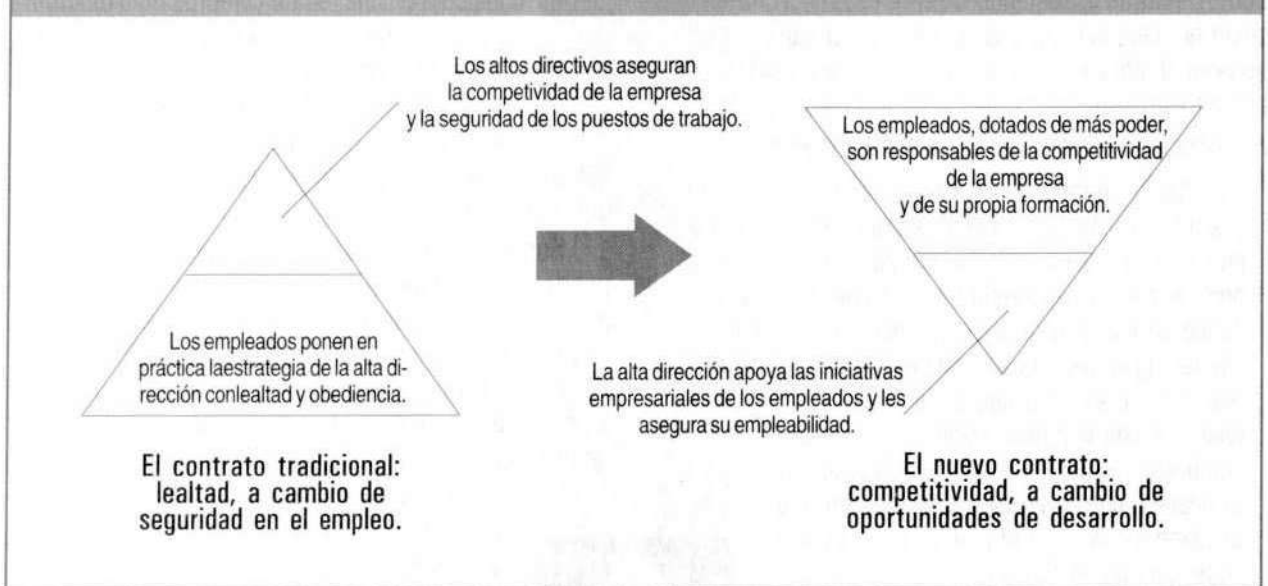 Los altos directivos aseguran
la competividad de la empresa
y la seguridad de los puestos de trabajo.
Los empleados ponen en
práctica laestrategia de la alta di-
rección conlealtad y obediencia.
El contrato tradicional:
lealtad, a cambio de
seguridad en el empleo.
Los empleados, dotados de más poder,
son responsables de la competitividad
de la empresa
y de su propia formación.
La alta dirección apoya las iniciativas
empresariales de los empleados y les
asegura su empleabilidad.
El nuevo contrato:
competitividad, a cambio de
oportunidades de desarrollo.